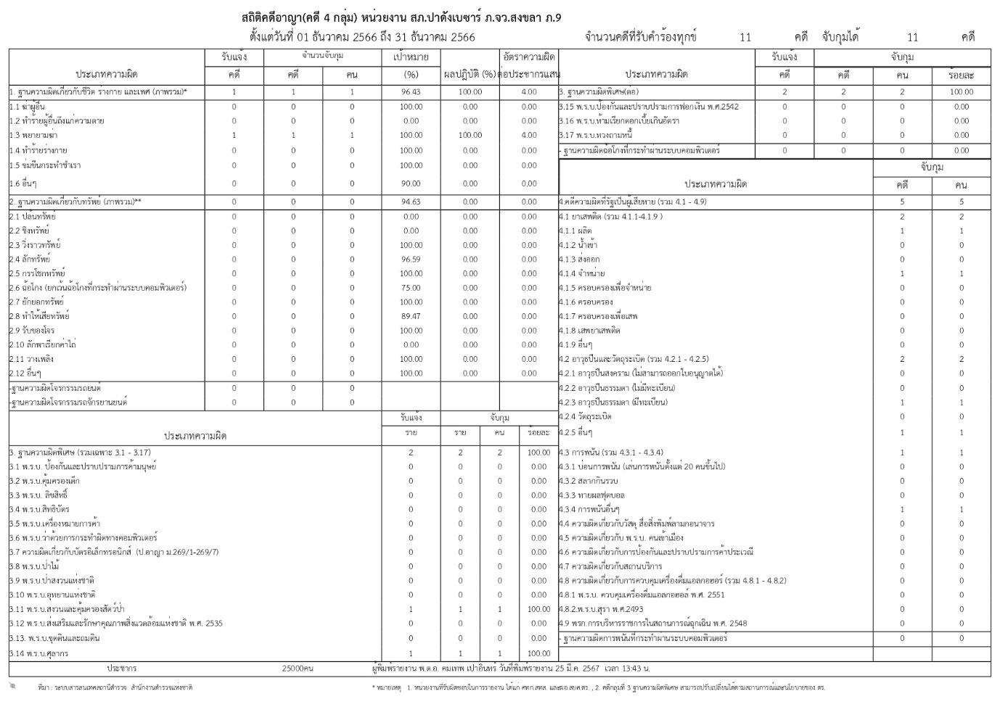 สถิติคดีอาญา(คดี 4 กลุ่ม) หน่วยงาน สภ.ปาดังเบซาร์ ภ.จว.สงขลา ภ.9
ตั้งแต่วันที่ 01 ธันวาคม 2566 ถึง 31 ธันวาคม 2566 จำนวนคดีที่รับคำร้องทุกข์ 11 คดี จับกุมได้ 11 คดี
ประเภทความผิด รับแจ้ง จำนวนจับกุม เป้าหมาย ผลปฎิบัติ (%) อัตราความผิด
คดี คดี คน (%) ต่อประชากรแสน
1. ฐานความผิดเกี่ยวกับชีวิต ร่างกาย และเพศ (ภาพรวม)* 1 1 1 96.43 100.00 4.00
1.1 ฆ่าผู้อื่น 0 0 0 100.00 0.00 0.00
1.2 ทำร้ายผู้อื่นถึงแก่ความตาย 0 0 0 0.00 0.00 0.00
1.3 พยายามฆ่า 1 1 1 100.00 100.00 4.00
1.4 ทำร้ายร่างกาย 0 0 0 100.00 0.00 0.00
1.5 ข่มขืนกระทำชำเรา 0 0 0 100.00 0.00 0.00
1.6 อื่นๆ 0 0 0 90.00 0.00 0.00
2. ฐานความผิดเกี่ยวกับทรัพย์ (ภาพรวม)** 0 0 0 94.63 0.00 0.00
2.1 ปล้นทรัพย์ 0 0 0 0.00 0.00 0.00
2.2 ชิงทรัพย์ 0 0 0 0.00 0.00 0.00
2.3 วิ่งราวทรัพย์ 0 0 0 100.00 0.00 0.00
2.4 ลักทรัพย์ 0 0 0 96.59 0.00 0.00
2.5 กรรโชกทรัพย์ 0 0 0 100.00 0.00 0.00
2.6 ฉ้อโกง (ยกเว้นฉ้อโกงที่กระทำผ่านระบบคอมพิวเตอร์) 0 0 0 75.00 0.00 0.00
2.7 ยักยอกทรัพย์ 0 0 0 100.00 0.00 0.00
2.8 ทำให้เสียทรัพย์ 0 0 0 89.47 0.00 0.00
2.9 รับของโจร 0 0 0 100.00 0.00 0.00
2.10 ลักพาเรียกค่าไถ่ 0 0 0 0.00 0.00 0.00
2.11 วางเพลิง 0 0 0 100.00 0.00 0.00
2.12 อื่นๆ 0 0 0 100.00 0.00 0.00
-ฐานความผิดโจรกรรมรถยนต์ 0 0 0
-ฐานความผิดโจรกรรมรถจักรยานยนต์ 0 0 0
ประเภทความผิด รับแจ้ง จับกุม
ราย ราย คน ร้อยละ
3. ฐานความผิดพิเศษ (รวมเฉพาะ 3.1 - 3.17) 2 2 2 100.00
3.1 พ.ร.บ. ป้องกันและปราบปรามการค้ามนุษย์ 0 0 0 0.00
3.2 พ.ร.บ.คุ้มครองเด็ก 0 0 0 0.00
3.3 พ.ร.บ. ลิขสิทธิ์ 0 0 0 0.00
3.4 พ.ร.บ.สิทธิบัตร 0 0 0 0.00
3.5 พ.ร.บ.เครื่องหมายการค้า 0 0 0 0.00
3.6 พ.ร.บ.ว่าด้วยการกระทำผิดทางคอมพิวเตอร์ 0 0 0 0.00
3.7 ความผิดเกี่ยวกับบัตรอิเล็กทรอนิกส์ (ป.อาญา ม.269/1-269/7) 0 0 0 0.00
3.8 พ.ร.บ.ป่าไม้ 0 0 0 0.00
3.9 พ.ร.บ.ป่าสงวนแห่งชาติ 0 0 0 0.00
3.10 พ.ร.บ.อุทยานแห่งชาติ 0 0 0 0.00
3.11 พ.ร.บ.สงวนและคุ้มครองสัตว์ป่า 1 1 1 100.00
3.12 พ.ร.บ.ส่งเสริมและรักษาคุณภาพสิ่งแวดล้อมแห่งชาติ พ.ศ. 2535 0 0 0 0.00
3.13. พ.ร.บ.ขุดดินและถมดิน 0 0 0 0.00
3.14 พ.ร.บ.ศุลากร 1 1 1 100.00
ประเภทความผิด รับแจ้ง จับกุม
คดี คดี คน ร้อยละ
3. ฐานความผิดพิเศษ(ต่อ) 2 2 2 100.00
3.15 พ.ร.บ.ป้องกันและปราบปรามการฟอกเงิน พ.ศ.2542 0 0 0 0.00
3.16 พ.ร.บ.ห้ามเรียกดอกเบี้ยเกินอัตรา 0 0 0 0.00
3.17 พ.ร.บ.ทวงถามหนี้ 0 0 0 0.00
- ฐานความผิดฉ้อโกงที่กระทำผ่านระบบคอมพิวเตอร์ 0 0 0 0.00
ประเภทความผิด จับกุม
คดี คน
4.คดีความผิดที่รัฐเป็นผู้เสียหาย (รวม 4.1 - 4.9) 5 5
4.1 ยาเสพติด (รวม 4.1.1-4.1.9 ) 2 2
4.1.1 ผลิต 1 1
4.1.2 นำเข้า 0 0
4.1.3 ส่งออก 0 0
4.1.4 จำหน่าย 1 1
4.1.5 ครอบครองเพื่อจำหน่าย 0 0
4.1.6 ครอบครอง 0 0
4.1.7 ครอบครองเพื่อเสพ 0 0
4.1.8 เสพยาเสพติด 0 0
4.1.9 อื่นๆ 0 0
4.2 อาวุธปืนและวัตถุระเบิด (รวม 4.2.1 - 4.2.5) 2 2
4.2.1 อาวุธปืนสงคราม (ไม่สามารถออกใบอนุญาตได้) 0 0
4.2.2 อาวุธปืนธรรมดา (ไม่มีทะเบียน) 0 0
4.2.3 อาวุธปืนธรรมดา (มีทะเบียน) 1 1
4.2.4 วัตถุระเบิด 0 0
4.2.5 อื่นๆ 1 1
4.3 การพนัน (รวม 4.3.1 - 4.3.4) 1 1
4.3.1 บ่อนการพนัน (เล่นการพนันตั้งแต่ 20 คนขึ้นไป) 0 0
4.3.2 สลากกินรวบ 0 0
4.3.3 ทายผลฟุตบอล 0 0
4.3.4 การพนันอื่นๆ 1 1
4.4 ความผิดเกี่ยวกับวัสดุ สื่อสิ่งพิมพ์ลามกอนาจาร 0 0
4.5 ความผิดเกี่ยวกับ พ.ร.บ. คนเข้าเมือง 0 0
4.6 ความผิดเกี่ยวกับการป้องกันและปราบปรามการค้าประเวณี 0 0
4.7 ความผิดเกี่ยวกับสถานบริการ 0 0
4.8 ความผิดเกี่ยวกับการควบคุมเครื่องดื่มแอลกอฮอร์ (รวม 4.8.1 - 4.8.2) 0 0
4.8.1 พ.ร.บ. ควบคุมเครื่องดื่มแอลกอฮอล์ พ.ศ. 2551 0 0
4.8.2.พ.ร.บ.สุรา พ.ศ.2493 0 0
4.9 พรก.การบริหารราชการในสถานการณ์ฉุกเฉิน พ.ศ. 2548 0 0
- ฐานความผิดการพนันที่กระทำผ่านระบบคอมพิวเตอร์ 0 0
ประชากร 25000คน ผู้พิมพ์รายงาน พ.ต.อ. คมเทพ เปาอินทร์ วันที่พิมพ์รายงาน 25 มี.ค. 2567 เวลา 13:43 น.
ที่มา : ระบบสารสนเทศสถานีตำรวจ สำนักงานตำรวจแห่งชาติ * หมายเหตุ 1. หน่วยงานที่รับผิดชอบในการรายงาน ได้แก่ ศทก.สทส. และผอ.สยศ.ตร. , 2. คดีกลุ่มที่ 3 ฐานความผิดพิเศษ สามารถปรับเปลี่ยนได้ตามสถานการณ์และนโยบายของ ตร.